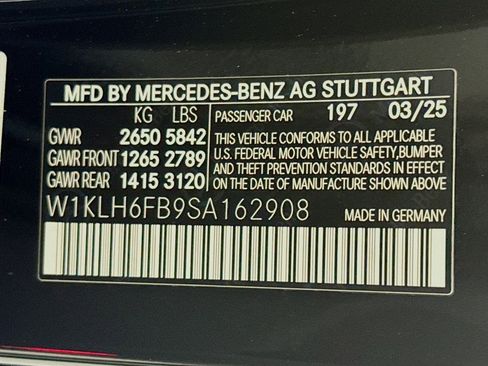 MFD BY MERCEDES-BENZ AG STUTTGART
KG LBS
PASSENGER CAR 197 03/25
GVWR 2650 5842
GAWR FRONT 1265 2789
GAWR REAR 1415 3120
THIS VEHICLE CONFORMS TO ALL APPLICABLE
U.S. FEDERAL MOTOR VEHICLE SAFETY, BUMPER
AND THEFT PREVENTION STANDARDS IN EFFECT
ON THE DATE OF MANUFACTURE SHOWN ABOVE.
W1KLH6FB9SA162908
MADE IN GERMANY